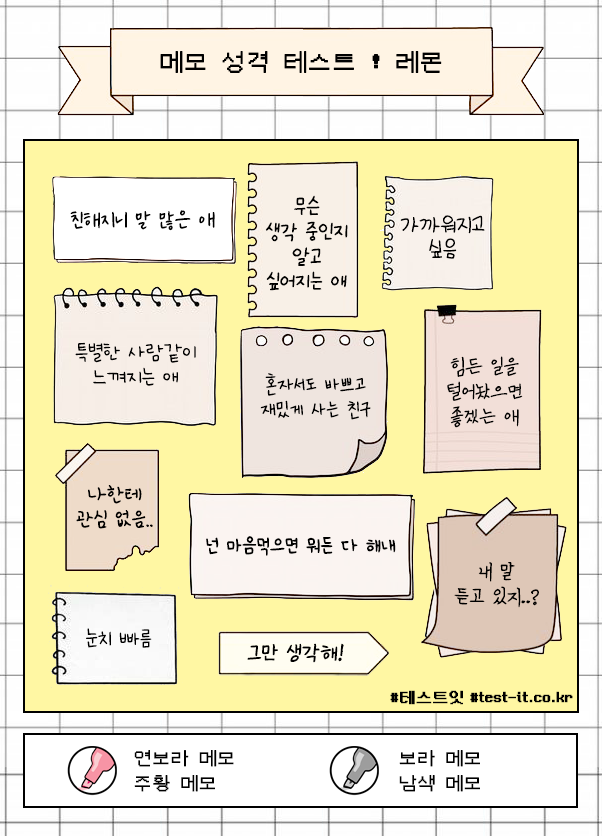 메모 성격 테스트 ! 레몬
친해지니 말 많은 애
무슨
생각 중인지
알고
싶어지는 애
가까워지고
싶음
특별한 사람같이
느껴지는 애
혼자서도 바쁘고
재밌게 사는 친구
힘든 일을
털어놨으면
좋겠는 애
나한테
관심 없음..
넌 마음먹으면 뭐든 다 해내
내 말
듣고 있지..?
눈치 빠름
그만 생각해!
#테스트잇 #test-it.co.kr
연보라 메모
주황 메모
보라 메모
남색 메모